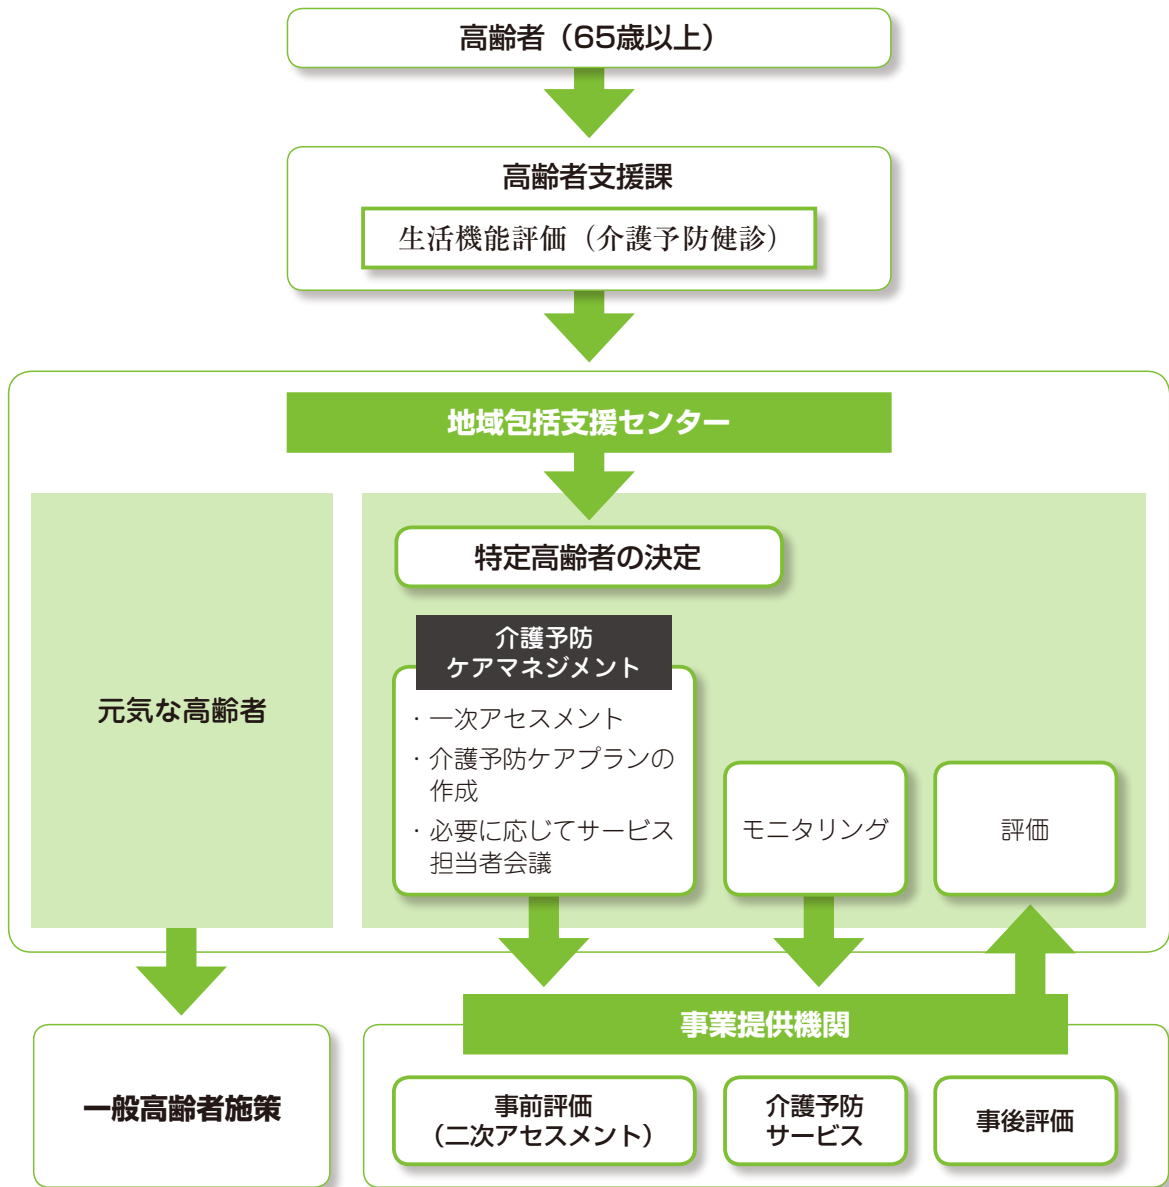 高齢者（65歳以上）
高齢者支援課
生活機能評価（介護予防健診）
地域包括支援センター
元気な高齢者
特定高齢者の決定
介護予防
ケアマネジメント
・一次アセスメント
・介護予防ケアプランの
作成
・必要に応じてサービス
担当者会議
モニタリング
評価
一般高齢者施策
事業提供機関
事前評価
（二次アセスメント）
介護予防
サービス
事後評価